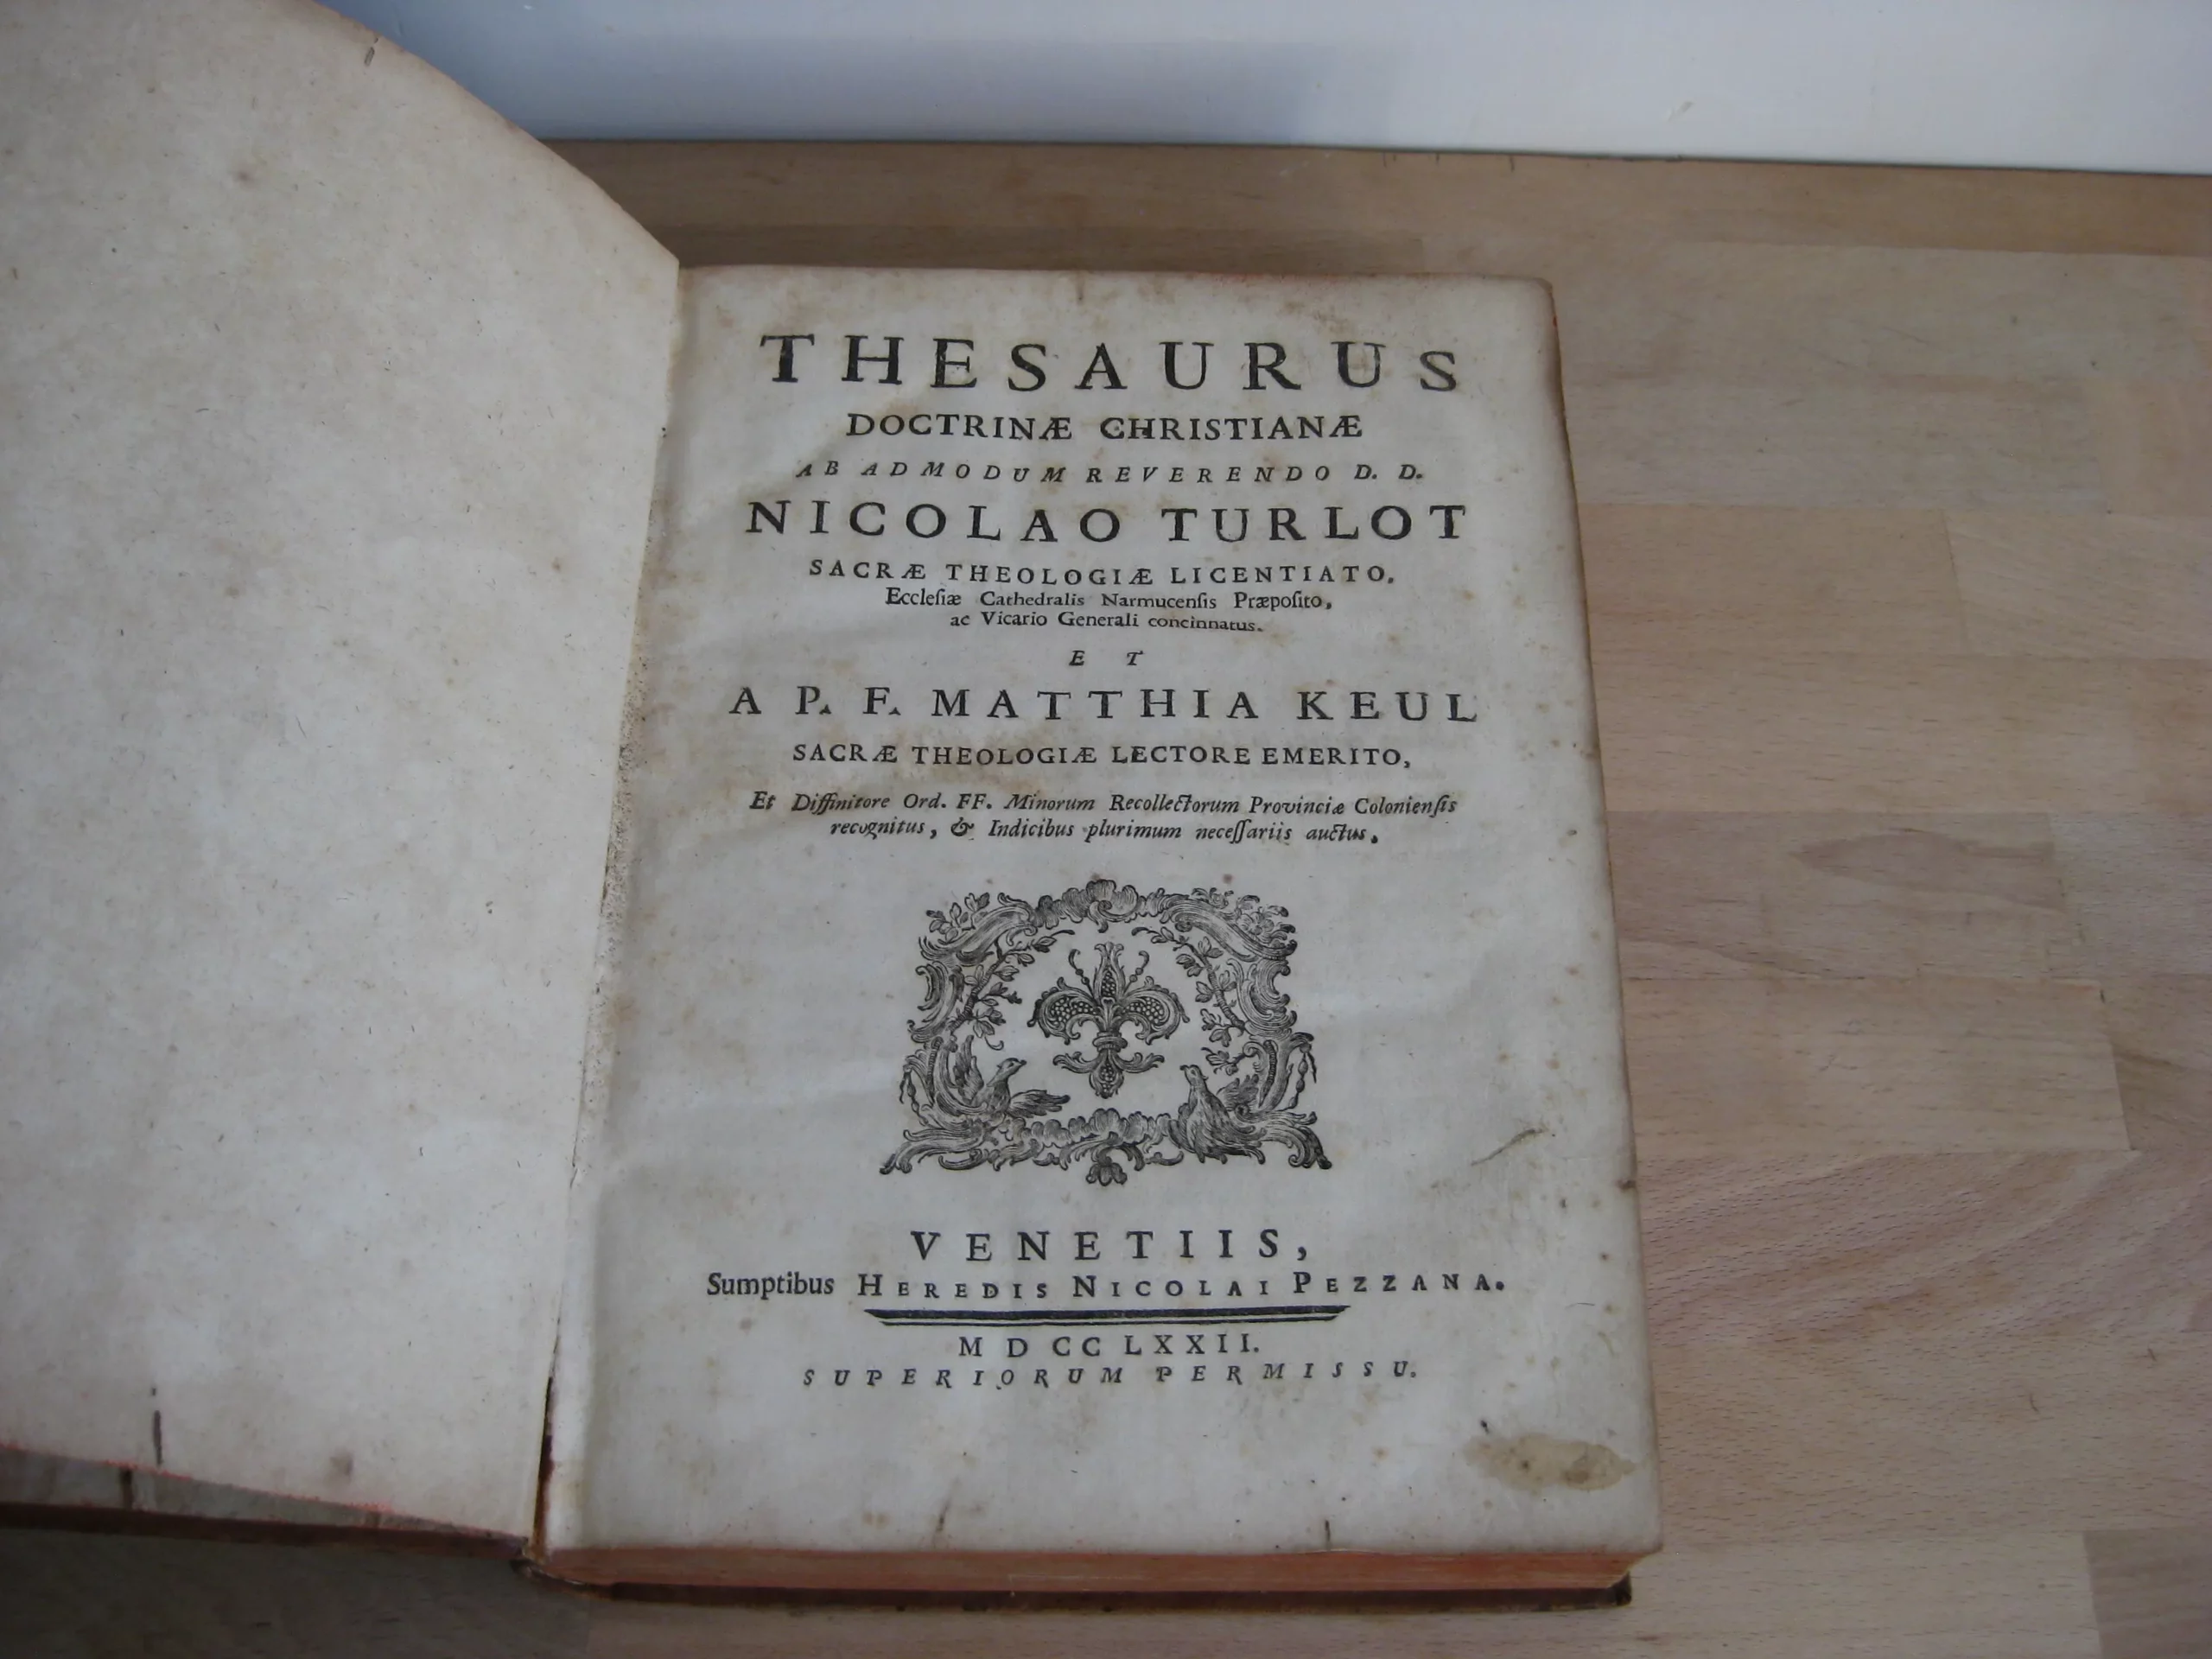 THESAURUS
DOCTRINÆ CHRISTIANÆ
AB ADMODUM REVERENDO D. D.
NICOLAO TURLOT
SACRÆ THEOLOGIÆ LICENTIATO,
Eccleſiæ Cathedralis Narmucenſis Præpoſito,
ac Vicario Generali concinnatus.
ET
A P. F. MATTHIA KEUL
SACRÆ THEOLOGIÆ LECTORE EMERITO,
Et Diffinitore Ord. FF. Minorum Recollectorum Provinciæ Colonienſis
recognitus, & Indicibus plurimum neceſſariis auctus.
VENETIIS,
Sumptibus HEREDIS NICOLAI PEZZANA.
MDCCLXXII.
SUPERIORUM PERMISSU.